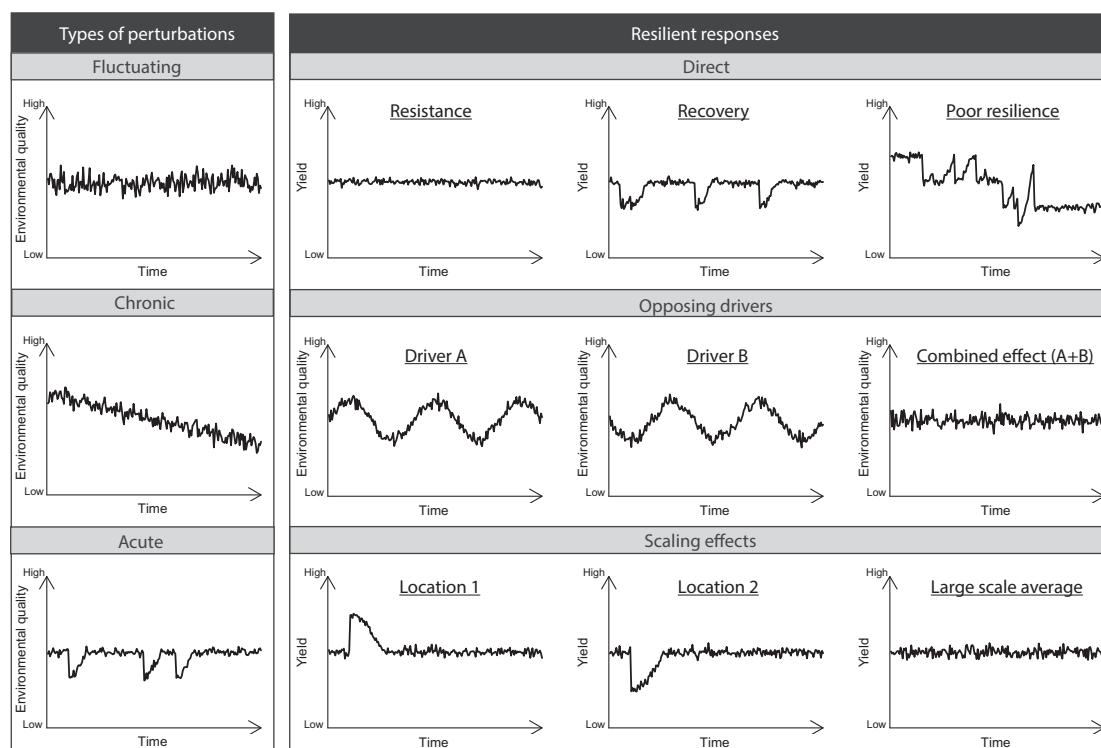 Types of perturbations
Fluctuating
High
Environmental quality
Low
Time
Chronic
High
Environmental quality
Low
Time
Acute
High
Environmental quality
Low
Time
Resilient responses
Direct
Resistance
High
Yield
Low
Time
Recovery
High
Yield
Low
Time
Poor resilience
High
Yield
Low
Time
Opposing drivers
Driver A
High
Environmental quality
Low
Time
Driver B
High
Environmental quality
Low
Time
Combined effect (A+B)
High
Environmental quality
Low
Time
Scaling effects
Location 1
High
Yield
Low
Time
Location 2
High
Yield
Low
Time
Large scale average
High
Yield
Low
Time